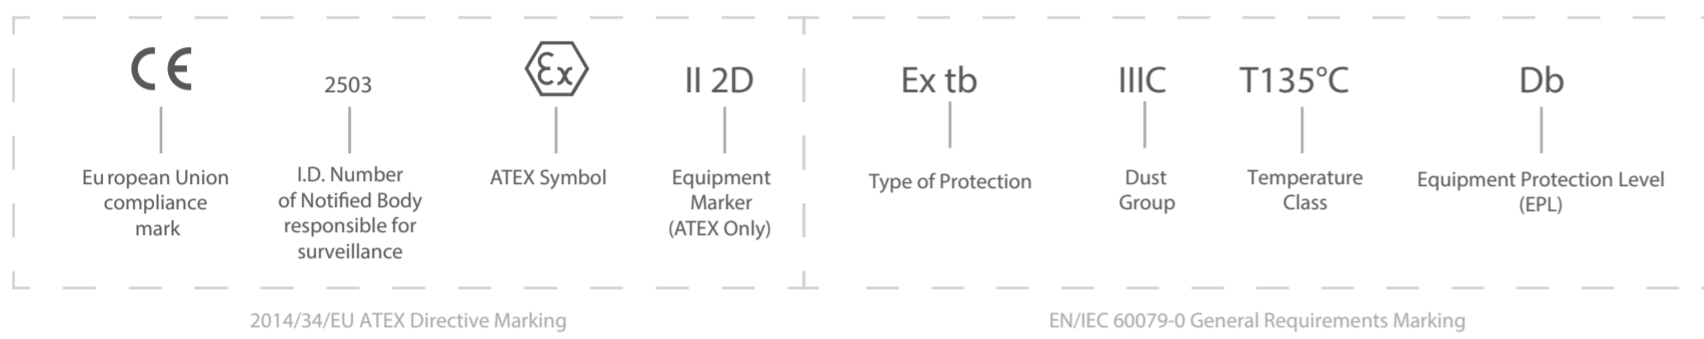 CE
2503
Ex
II 2D
Ex tb
IIIC
T135°C
Db
European Union
compliance
mark
I.D. Number
of Notified Body
responsible for
surveillance
ATEX Symbol
Equipment
Marker
(ATEX Only)
Type of Protection
Dust
Group
Temperature
Class
Equipment Protection Level
(EPL)
2014/34/EU ATEX Directive Marking
EN/IEC 60079-0 General Requirements Marking